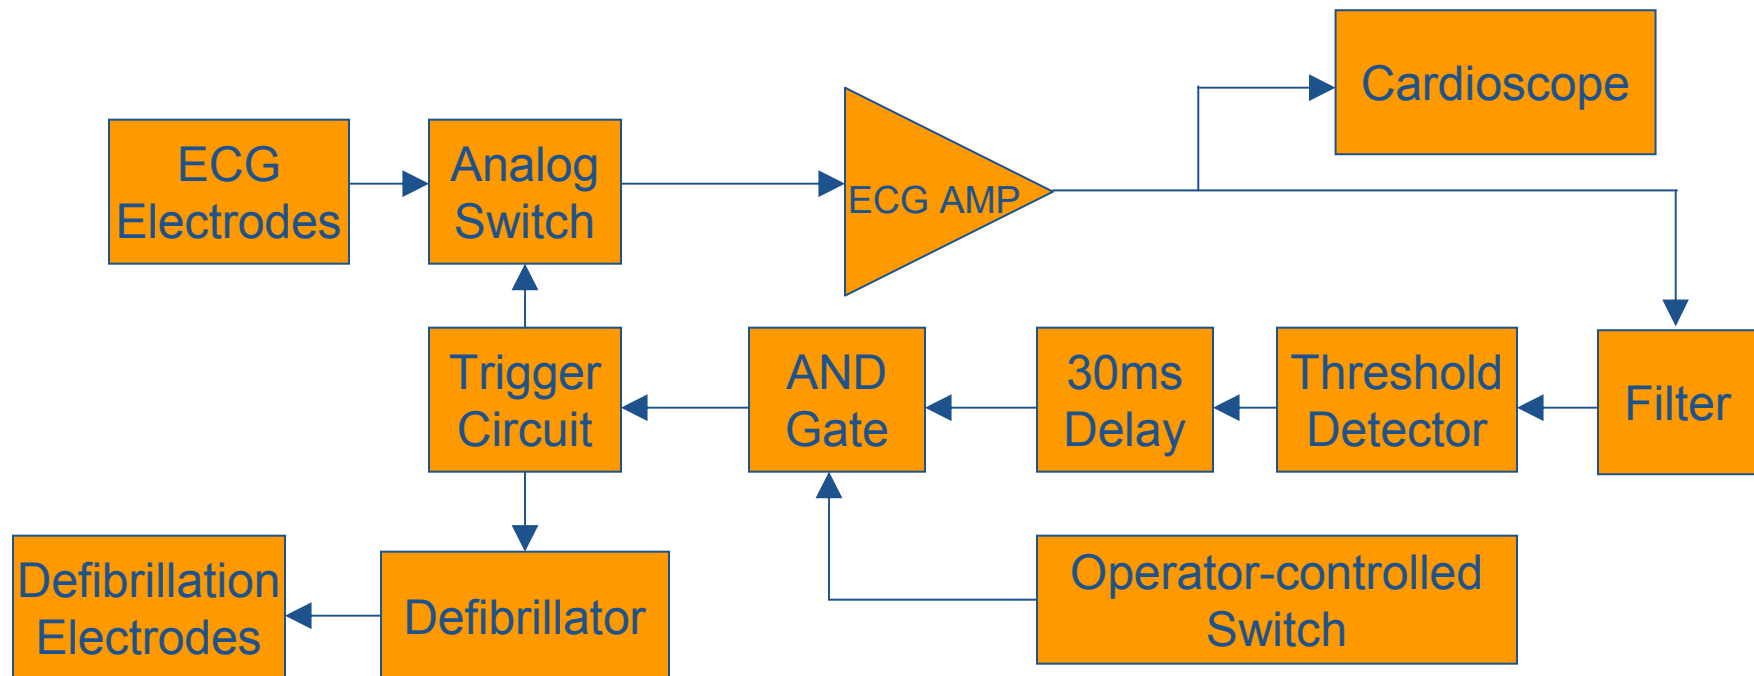 Cardioscope
ECG
Electrodes
Analog
Switch
ECG AMP
Trigger
Circuit
AND
Gate
30ms
Delay
Threshold
Detector
Filter
Defibrillation
Electrodes
Defibrillator
Operator-controlled
Switch